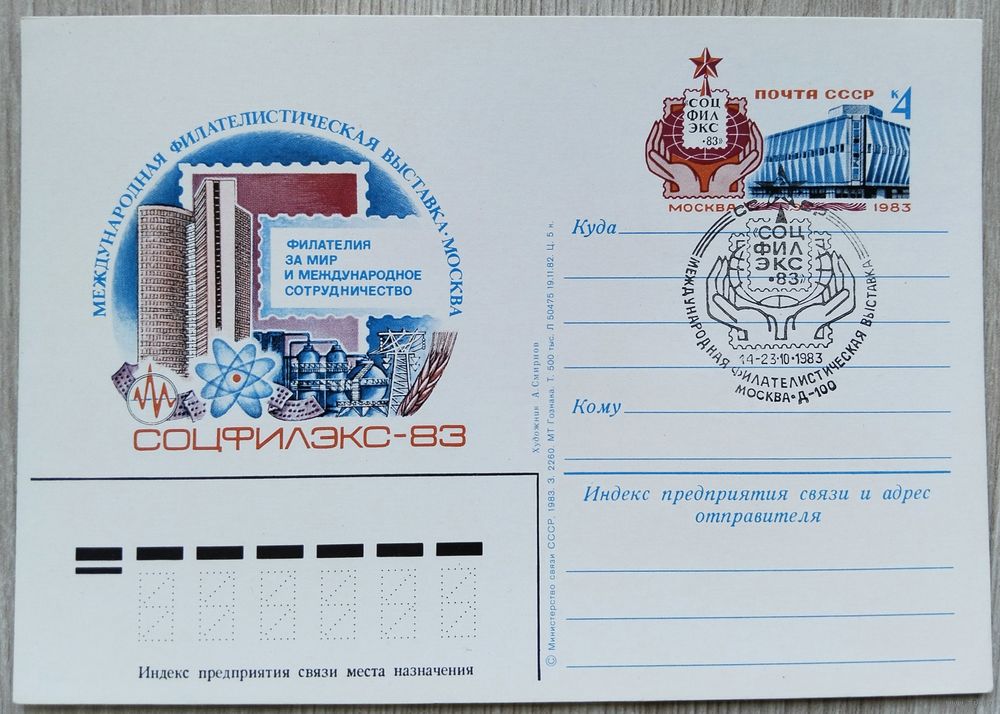 МЕЖДУНАРОДНАЯ ФИЛАТЕЛИСТИЧЕСКАЯ ВЫСТАВКА·МОСКВА
ФИЛАТЕЛИЯ
ЗА МИР
И МЕЖДУНАРОДНОЕ
СОТРУДНИЧЕСТВО
СОЦФИЛЭКС-83
Индекс предприятия связи места назначения
© Министерство связи СССР, 1983. З. 2260. МТ Гознака. Т. 500 тыс. Л 50475 19.11.82. Ц. 5 к.
Художник А. Смирнов
«СОЦ
ФИЛ
ЭКС
·83»
ПОЧТА СССР
К 4
МОСКВА
1983
Куда
СССР
«СОЦ
ФИЛ
ЭКС
·83»
14-23·10·1983
МЕЖДУНАРОДНАЯ ФИЛАТЕЛИСТИЧЕСКАЯ ВЫСТАВКА
МОСКВА·Д-100
Кому
Индекс предприятия связи и адрес
отправителя